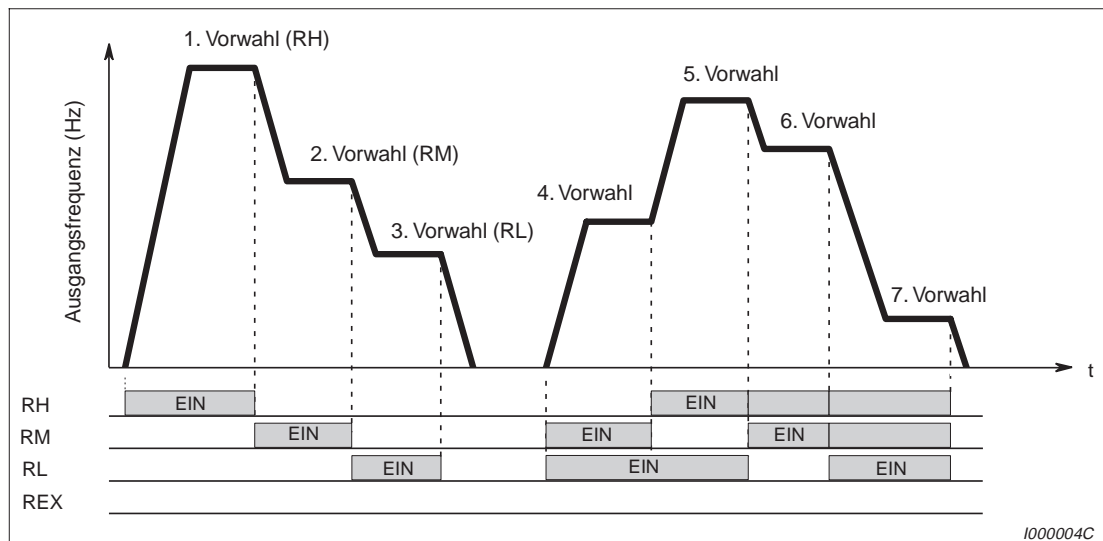 1. Vorwahl (RH)
5. Vorwahl
6. Vorwahl
2. Vorwahl (RM)
4. Vorwahl
3. Vorwahl (RL)
7. Vorwahl
Ausgangsfrequenz (Hz)
t
RH EIN EIN
RM EIN EIN EIN
RL EIN EIN EIN
REX
I000004C